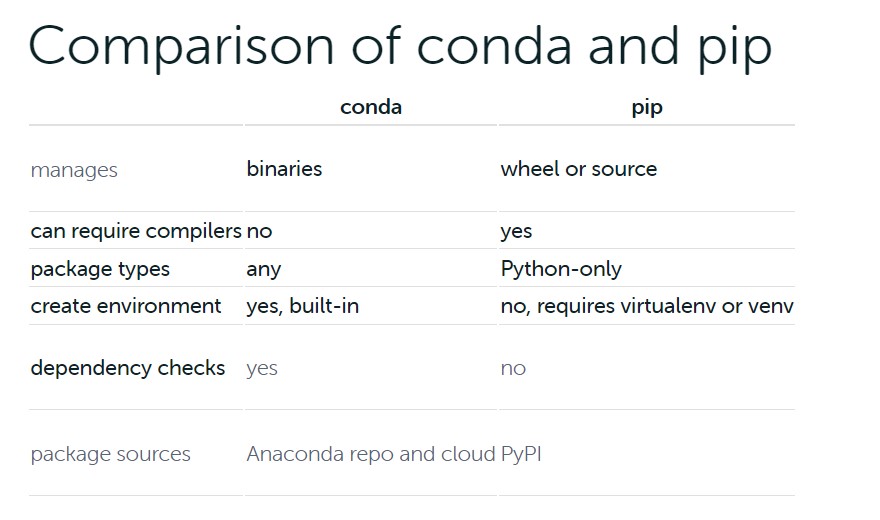 Comparison of conda and pip
conda pip
manages binaries wheel or source
can require compilers no yes
package types any Python-only
create environment yes, built-in no, requires virtualenv or venv
dependency checks yes no
package sources Anaconda repo and cloud PyPI